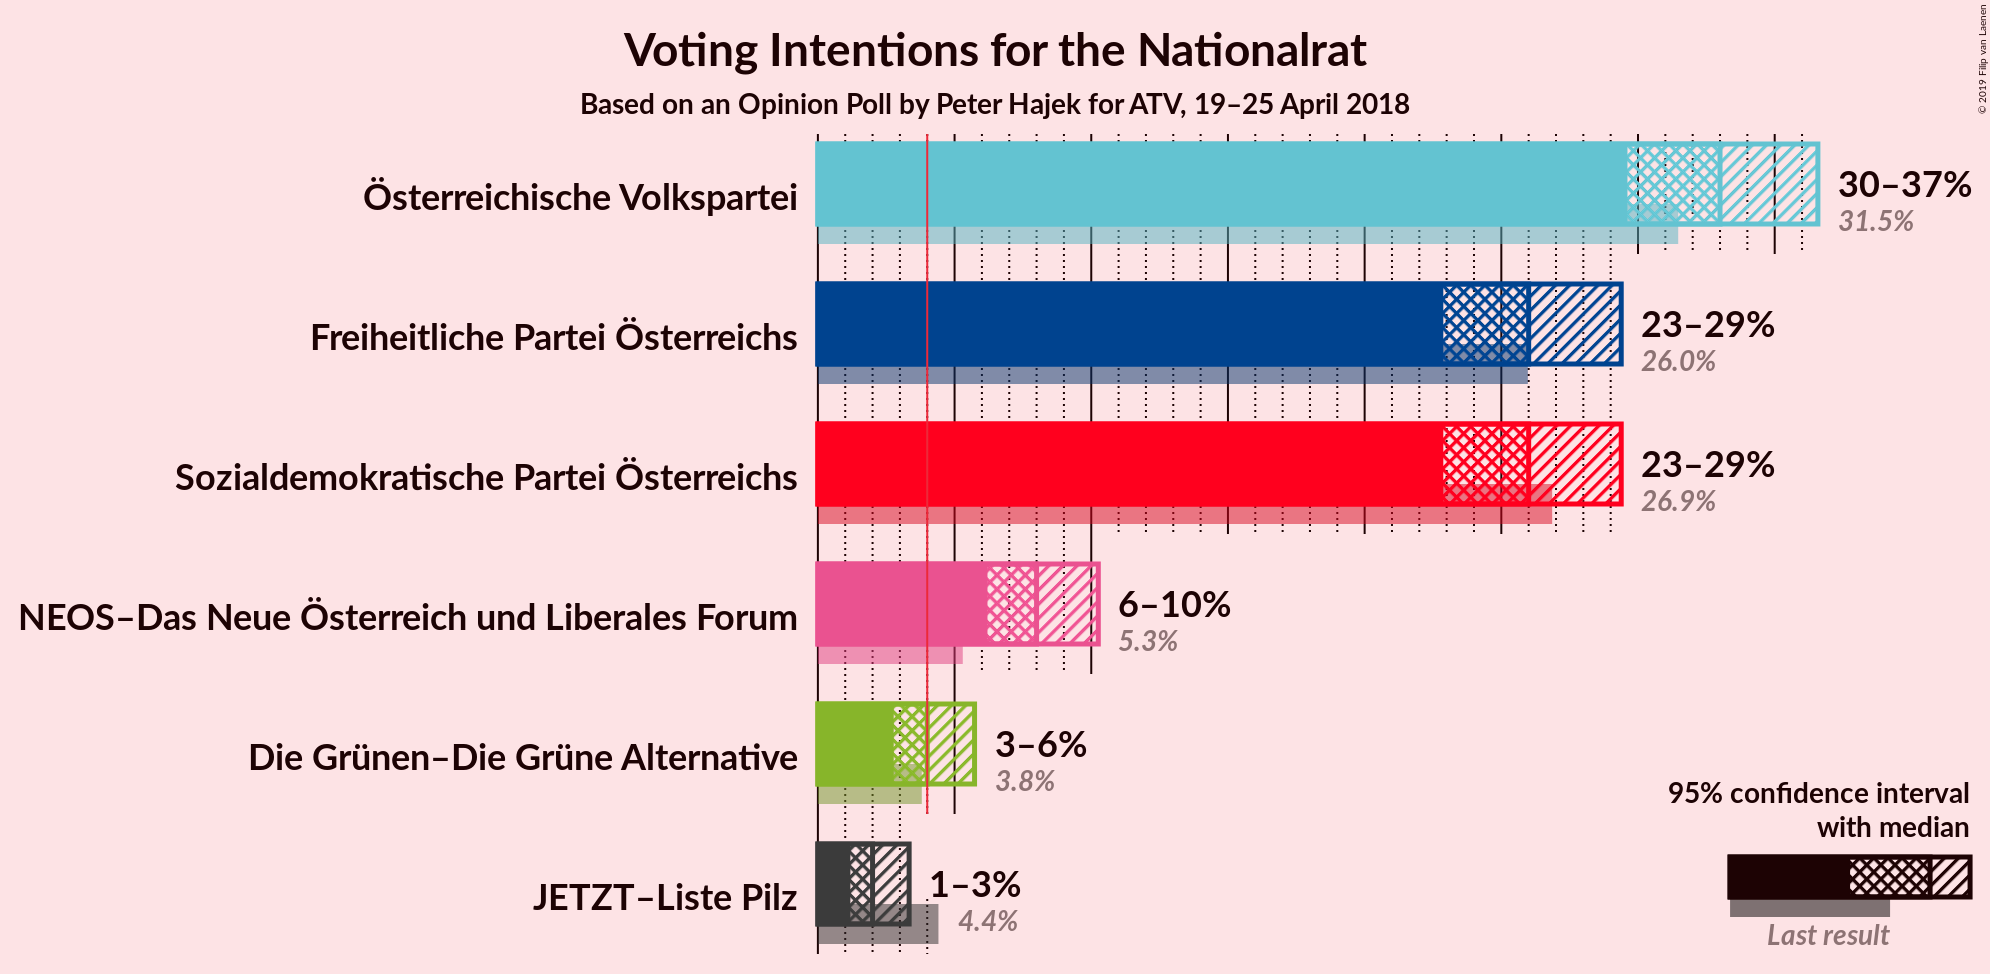 Voting Intentions for the Nationalrat
Based on an Opinion Poll by Peter Hajek for ATV, 19–25 April 2018
© 2019 Filip van Laenen
Österreichische Volkspartei
30–37%
31.5%
Freiheitliche Partei Österreichs
23–29%
26.0%
Sozialdemokratische Partei Österreichs
23–29%
26.9%
NEOS–Das Neue Österreich und Liberales Forum
6–10%
5.3%
Die Grünen–Die Grüne Alternative
3–6%
3.8%
JETZT–Liste Pilz
1–3%
4.4%
95% confidence interval
with median
Last result